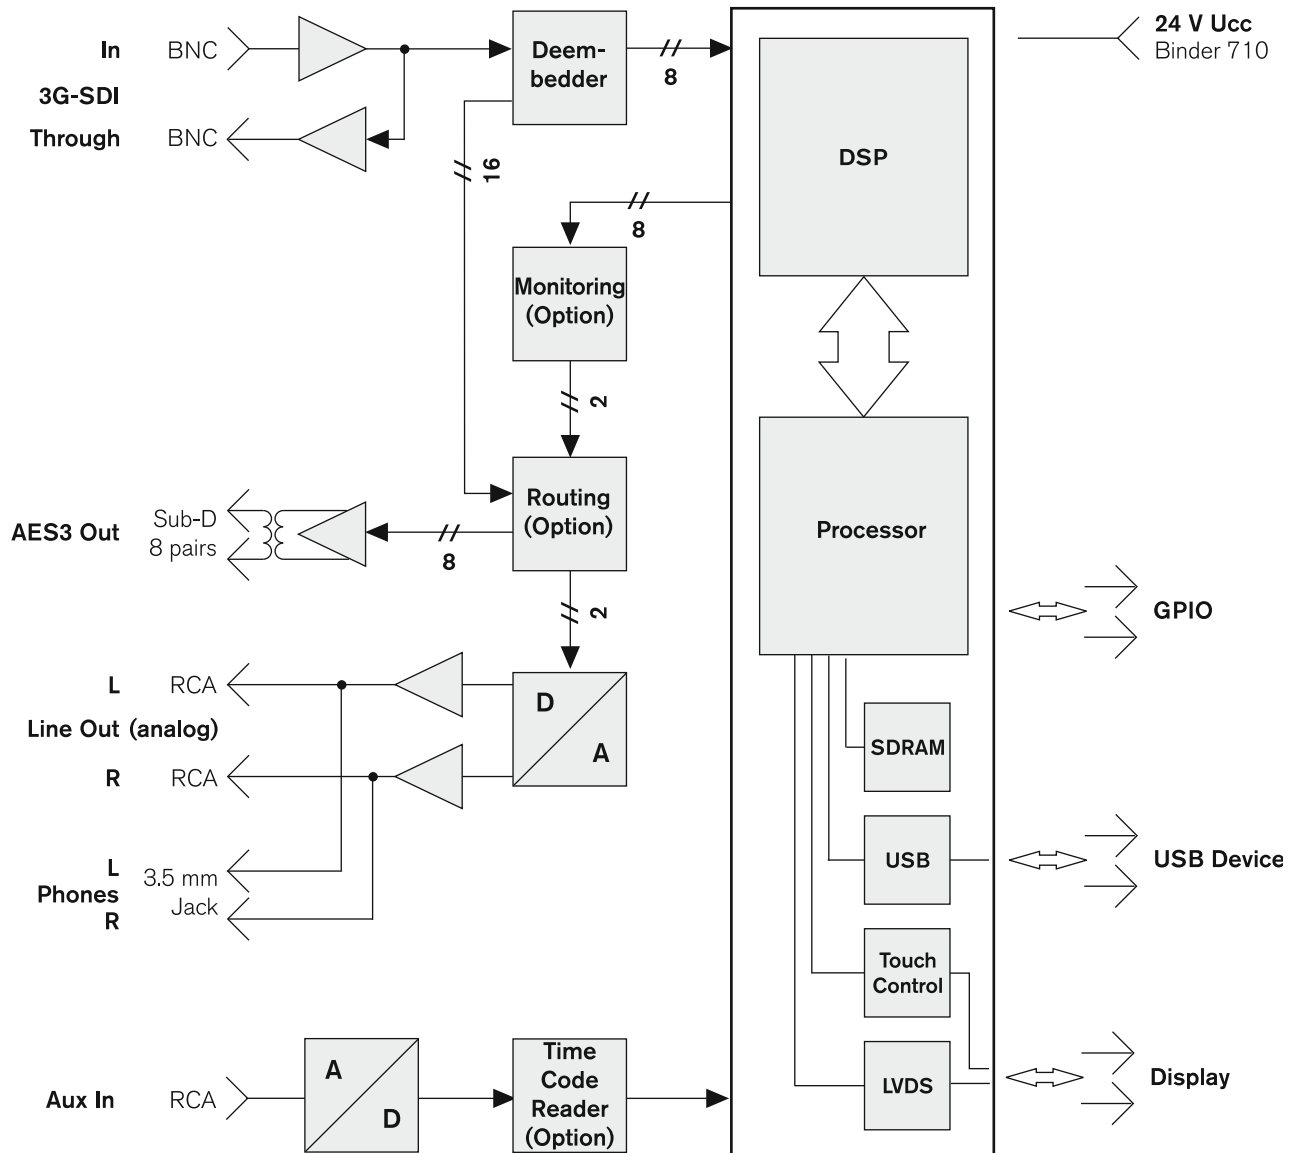 In BNC
3G-SDI
Through BNC
Deem-
bedder
8
16
8
DSP
24 V Ucc
Binder 710
Monitoring
(Option)
2
Routing
(Option)
8
2
AES3 Out
Sub-D
8 pairs
Processor
GPIO
L RCA
Line Out (analog)
R RCA
D
A
L
Phones
R
3.5 mm
Jack
SDRAM
USB
USB Device
Touch
Control
LVDS
Display
Aux In RCA
A
D
Time
Code
Reader
(Option)